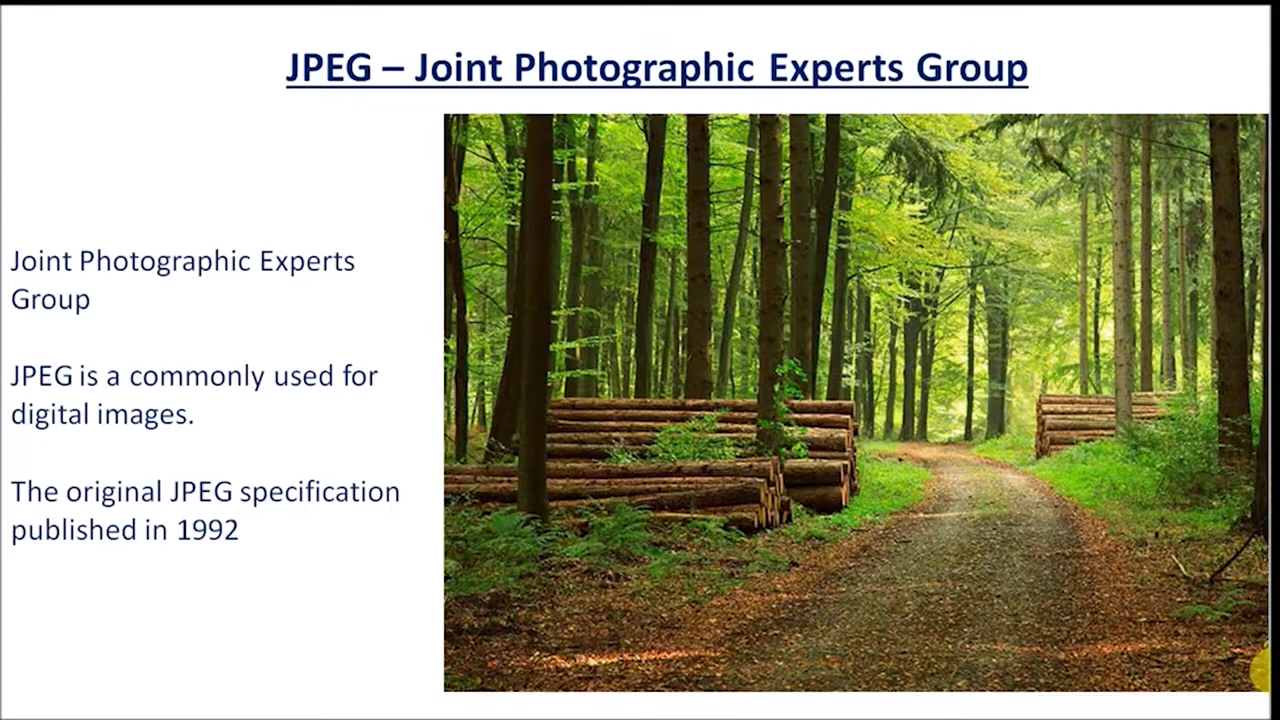 JPEG – Joint Photographic Experts Group
Joint Photographic Experts
Group
JPEG is a commonly used for
digital images.
The original JPEG specification
published in 1992